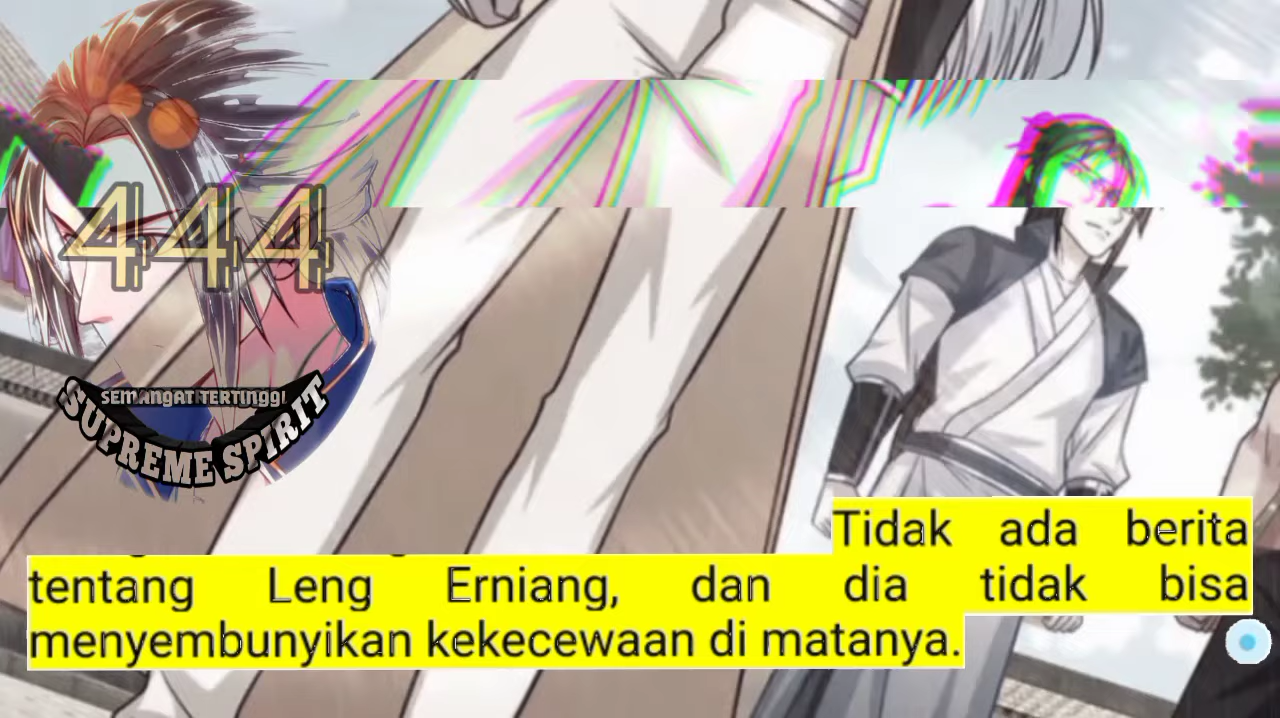 444
SEMANGAT TERTINGGI
SUPREME SPIRIT
Tidak ada berita
tentang Leng Erniang, dan dia tidak bisa
menyembunyikan kekecewaan di matanya.